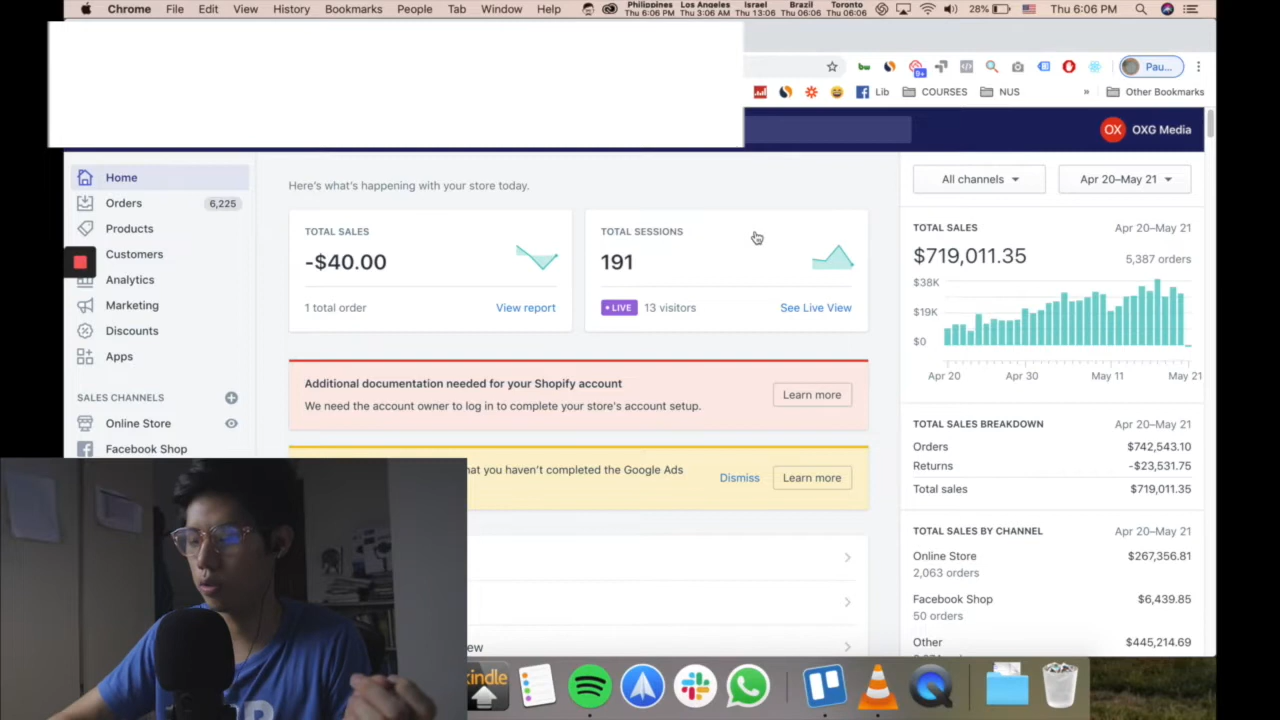 Chrome File Edit View History Bookmarks People Tab Window Help Philippines Los Angeles Israel Brazil Toronto 28% Thu 6:06 PM
Thu 6:06 PM Thu 3:06 AM Thu 13:06 Thu 06:06 Thu 06:06
9+ Pau...
Lib COURSES NUS » Other Bookmarks
OX OXG Media
Home
Orders 6,225
Products
Customers
Analytics
Marketing
Discounts
Apps
SALES CHANNELS
Online Store
Facebook Shop
Here's what's happening with your store today.
TOTAL SALES
-$40.00
1 total order View report
TOTAL SESSIONS
191
LIVE 13 visitors See Live View
Additional documentation needed for your Shopify account
We need the account owner to log in to complete your store's account setup.
Learn more
at you haven't completed the Google Ads
Dismiss Learn more
ew
All channels Apr 20–May 21
TOTAL SALES Apr 20–May 21
$719,011.35 5,387 orders
$38K
$19K
$0
Apr 20 Apr 30 May 11 May 21
TOTAL SALES BREAKDOWN Apr 20–May 21
Orders $742,543.10
Returns -$23,531.75
Total sales $719,011.35
TOTAL SALES BY CHANNEL Apr 20–May 21
Online Store $267,356.81
2,063 orders
Facebook Shop $6,439.85
50 orders
Other $445,214.69
kindle